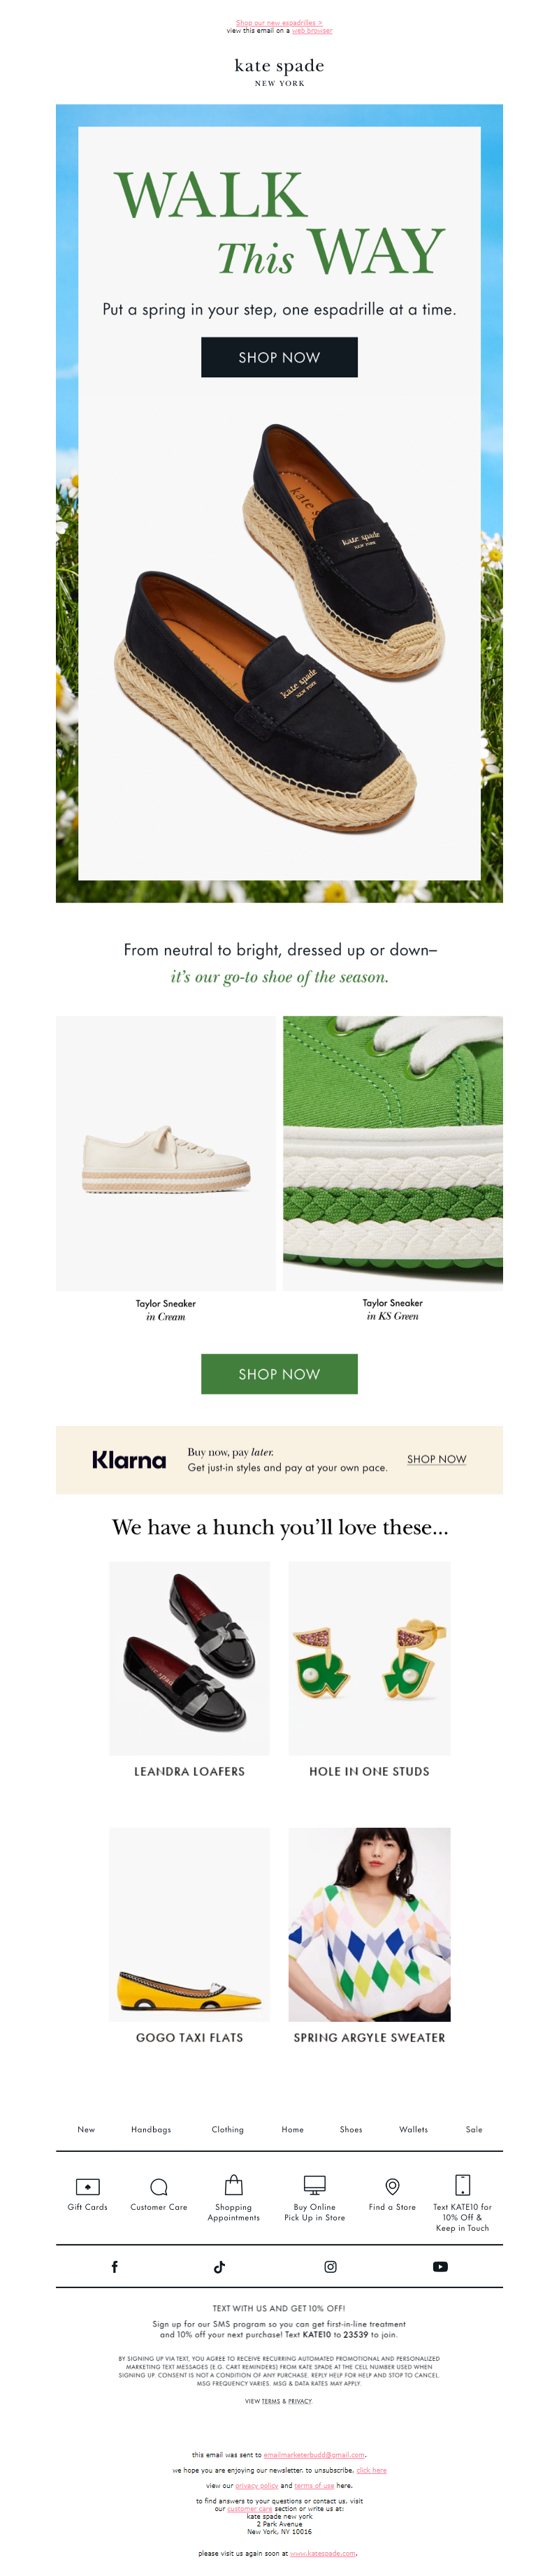 Shop our new espadrilles >
view this email on a web browser
kate spade
NEW YORK
WALK
This WAY
Put a spring in your step, one espadrille at a time.
SHOP NOW
kate spade
kate spade
NEW YORK
kate spade
NEW YORK
From neutral to bright, dressed up or down–
it's our go-to shoe of the season.
Taylor Sneaker
in Cream
Taylor Sneaker
in KS Green
SHOP NOW
Klarna
Buy now, pay later.
Get just-in styles and pay at your own pace.
SHOP NOW
We have a hunch you'll love these...
LEANDRA LOAFERS
HOLE IN ONE STUDS
GOGO TAXI FLATS
SPRING ARGYLE SWEATER
New
Handbags
Clothing
Home
Shoes
Wallets
Sale
Gift Cards
Customer Care
Shopping
Appointments
Buy Online
Pick Up in Store
Find a Store
Text KATE10 for
10% Off &
Keep in Touch
TEXT WITH US AND GET 10% OFF!
Sign up for our SMS program so you can get first-in-line treatment
and 10% off your next purchase! Text KATE10 to 23539 to join.
BY SIGNING UP VIA TEXT, YOU AGREE TO RECEIVE RECURRING AUTOMATED PROMOTIONAL AND PERSONALIZED
MARKETING TEXT MESSAGES (E.G. CART REMINDERS) FROM KATE SPADE AT THE CELL NUMBER USED WHEN
SIGNING UP. CONSENT IS NOT A CONDITION OF ANY PURCHASE. REPLY HELP FOR HELP AND STOP TO CANCEL.
MSG FREQUENCY VARIES. MSG & DATA RATES MAY APPLY.
VIEW TERMS & PRIVACY.
this email was sent to emailmarketerbudd@gmail.com.
we hope you are enjoying our newsletter. to unsubscribe, click here
view our privacy policy and terms of use here.
to find answers to your questions or contact us, visit
our customer care section or write us at:
kate spade new york
2 Park Avenue
New York, NY 10016
please visit us again soon at www.katespade.com.